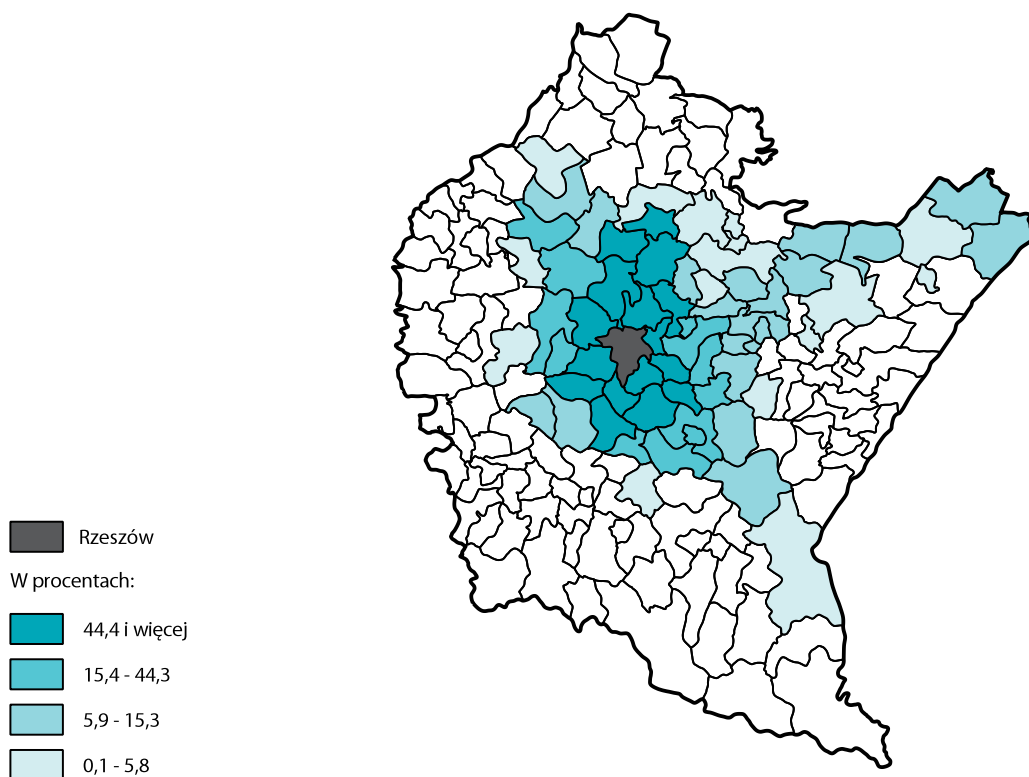 Rzeszów
W procentach:
44,4 i więcej
15,4 - 44,3
5,9 - 15,3
0,1 - 5,8